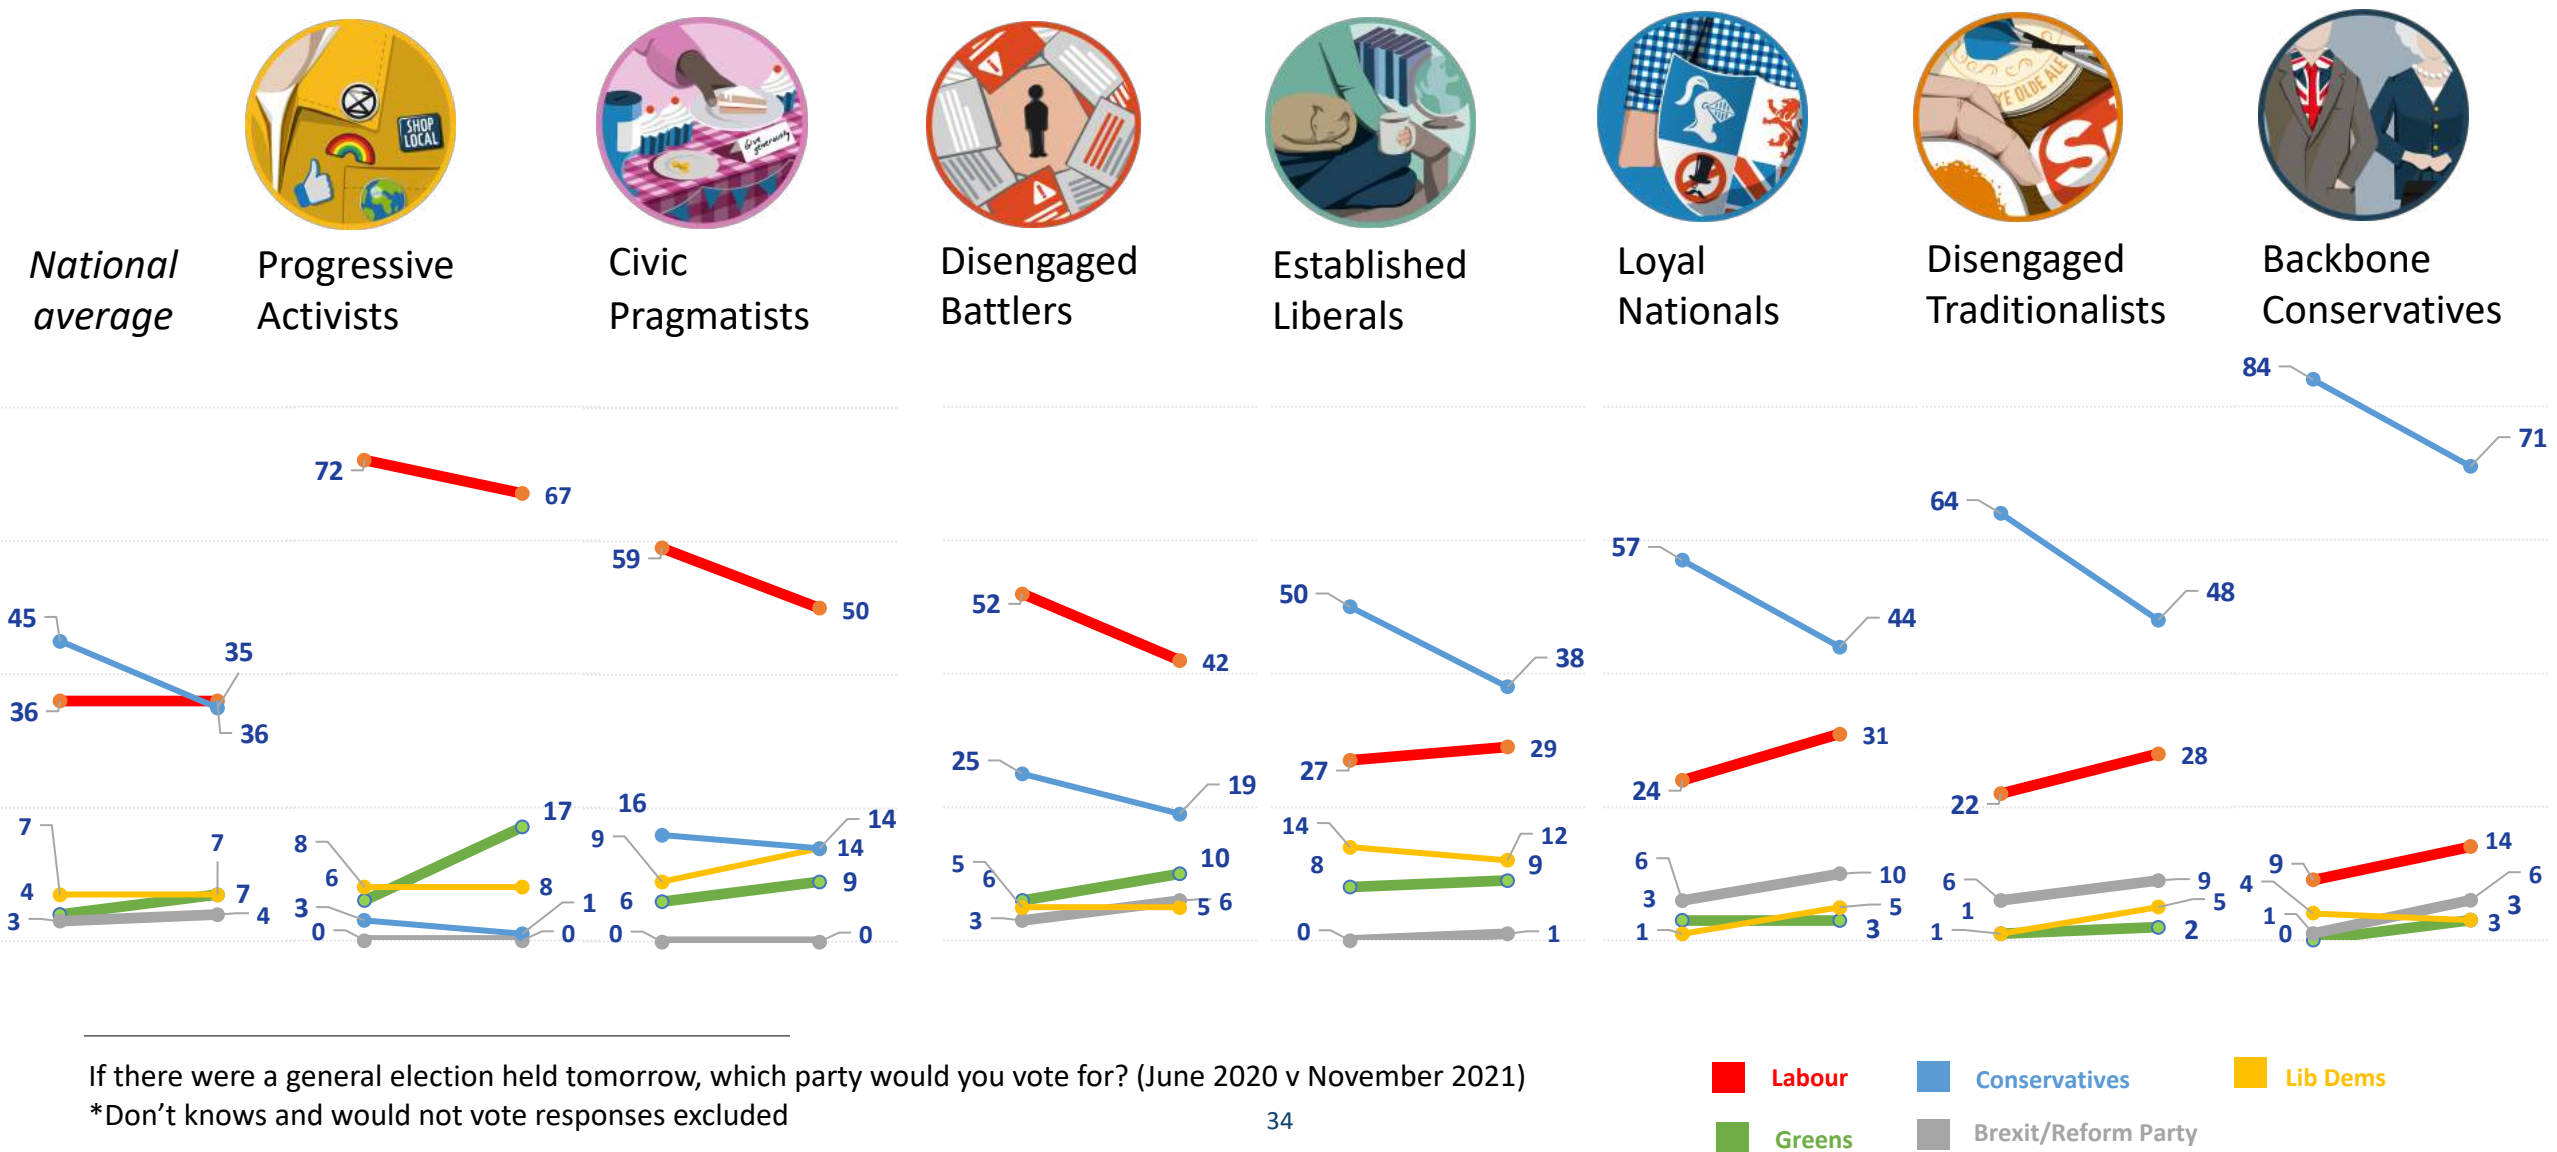 SHOP
LOCAL
Give
generously
YE OLDE ALE
National
average
Progressive
Activists
Civic
Pragmatists
Disengaged
Battlers
Established
Liberals
Loyal
Nationals
Disengaged
Traditionalists
Backbone
Conservatives
45
36
7
4
3
35
36
7
7
4
72
8
6
3
0
67
17
8
1
0
59
16
9
6
0
50
14
14
9
0
52
25
5
6
3
42
19
10
5 6
50
27
14
8
0
38
29
12
9
1
57
24
6
3
1
44
31
10
5
3
64
22
6
1
1
48
28
9
5
2
84
9
4
1
0
71
14
6
3
3
If there were a general election held tomorrow, which party would you vote for? (June 2020 v November 2021)
*Don’t knows and would not vote responses excluded
34
Labour
Conservatives
Lib Dems
Greens
Brexit/Reform Party